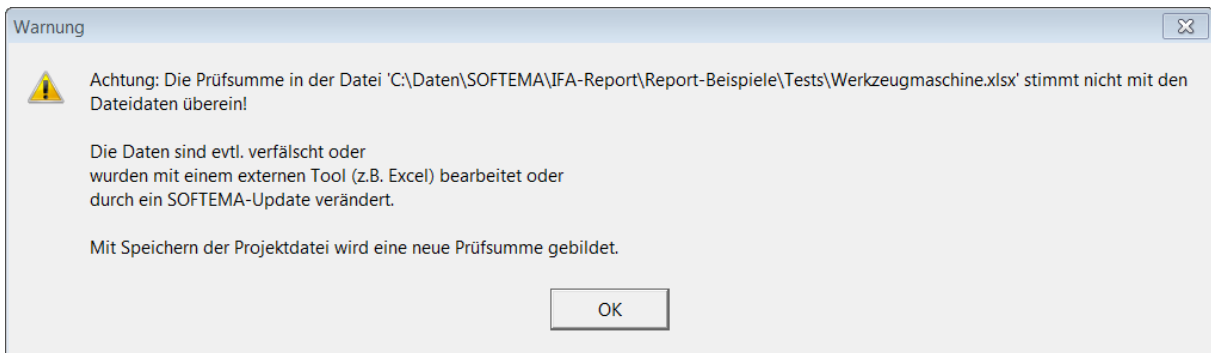 Warnung
Achtung: Die Prüfsumme in der Datei 'C:\Daten\SOFTEMA\IFA-Report\Report-Beispiele\Tests\Werkzeugmaschine.xlsx' stimmt nicht mit den
Dateidaten überein!
Die Daten sind evtl. verfälscht oder
wurden mit einem externen Tool (z.B. Excel) bearbeitet oder
durch ein SOFTEMA-Update verändert.
Mit Speichern der Projektdatei wird eine neue Prüfsumme gebildet.
OK